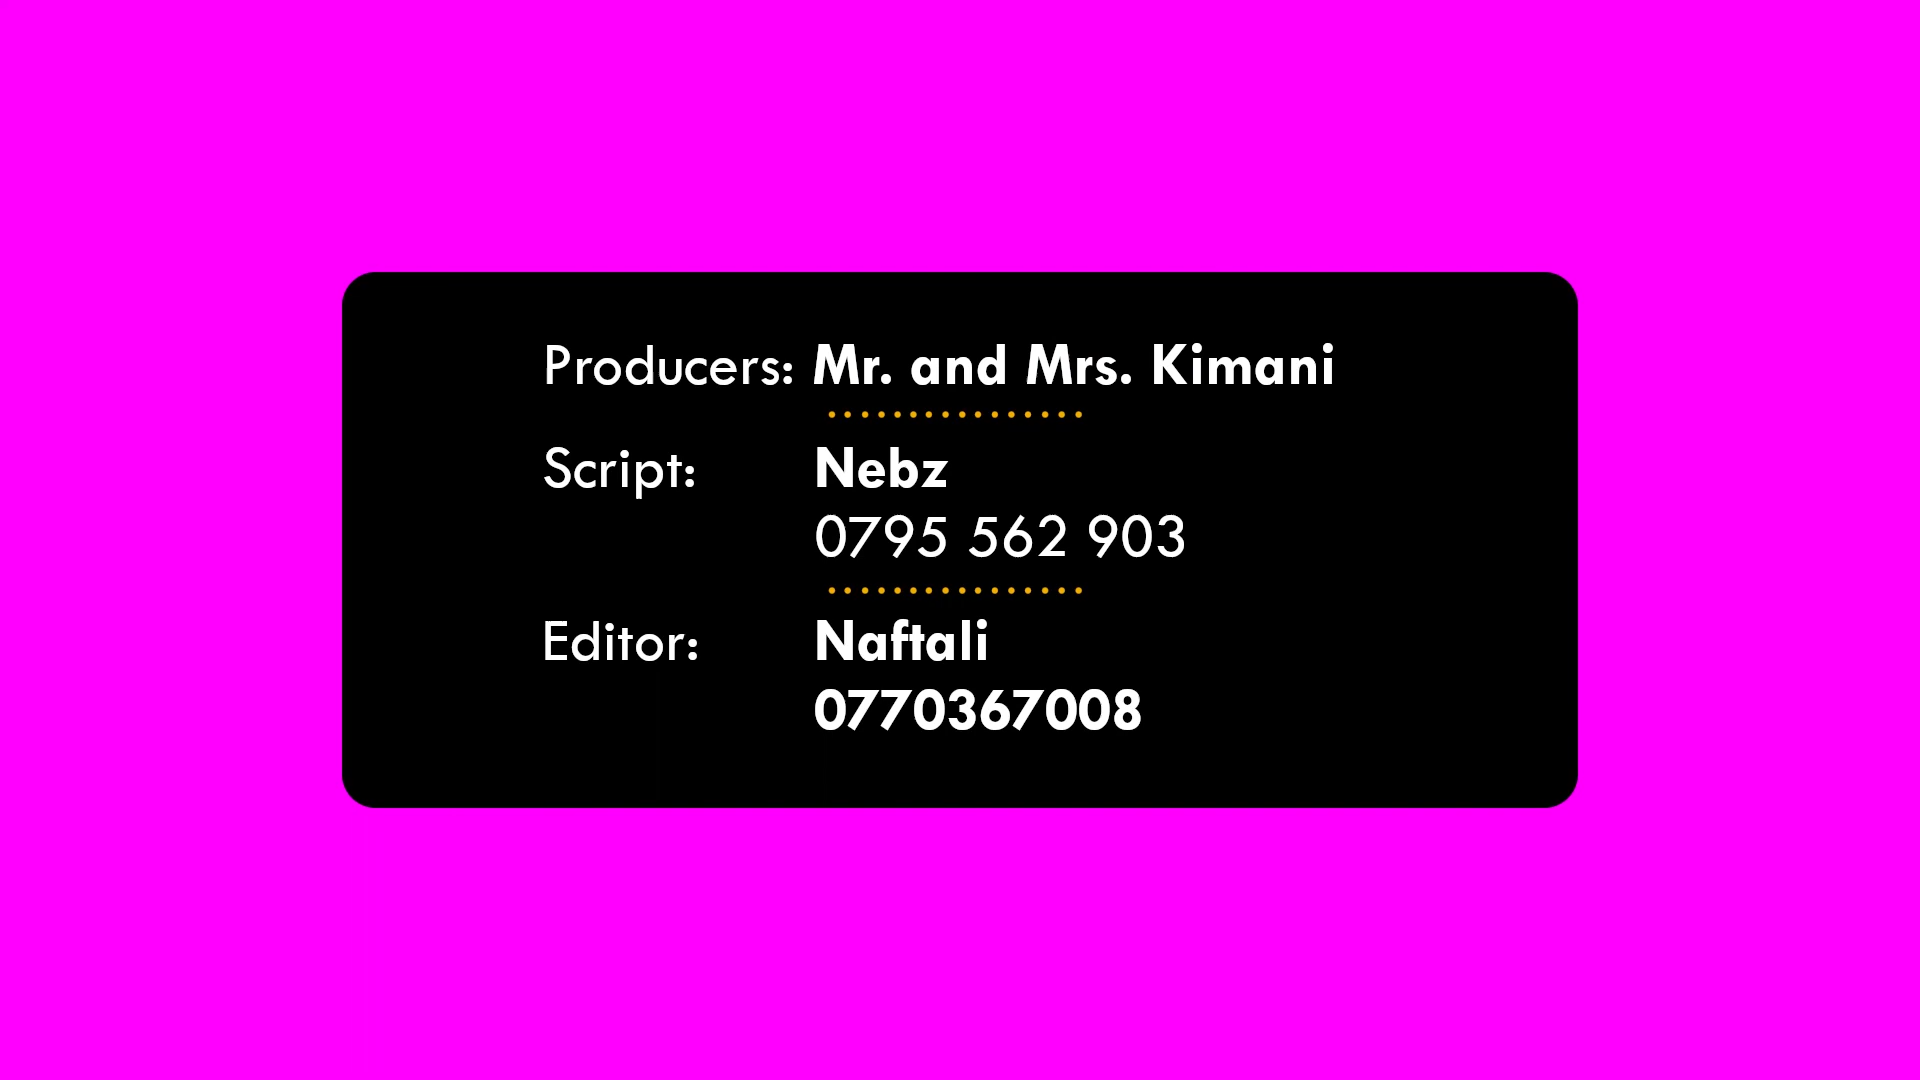 Producers: Mr. and Mrs. Kimani
Script: Nebz
0795 562 903
Editor: Naftali
0770367008